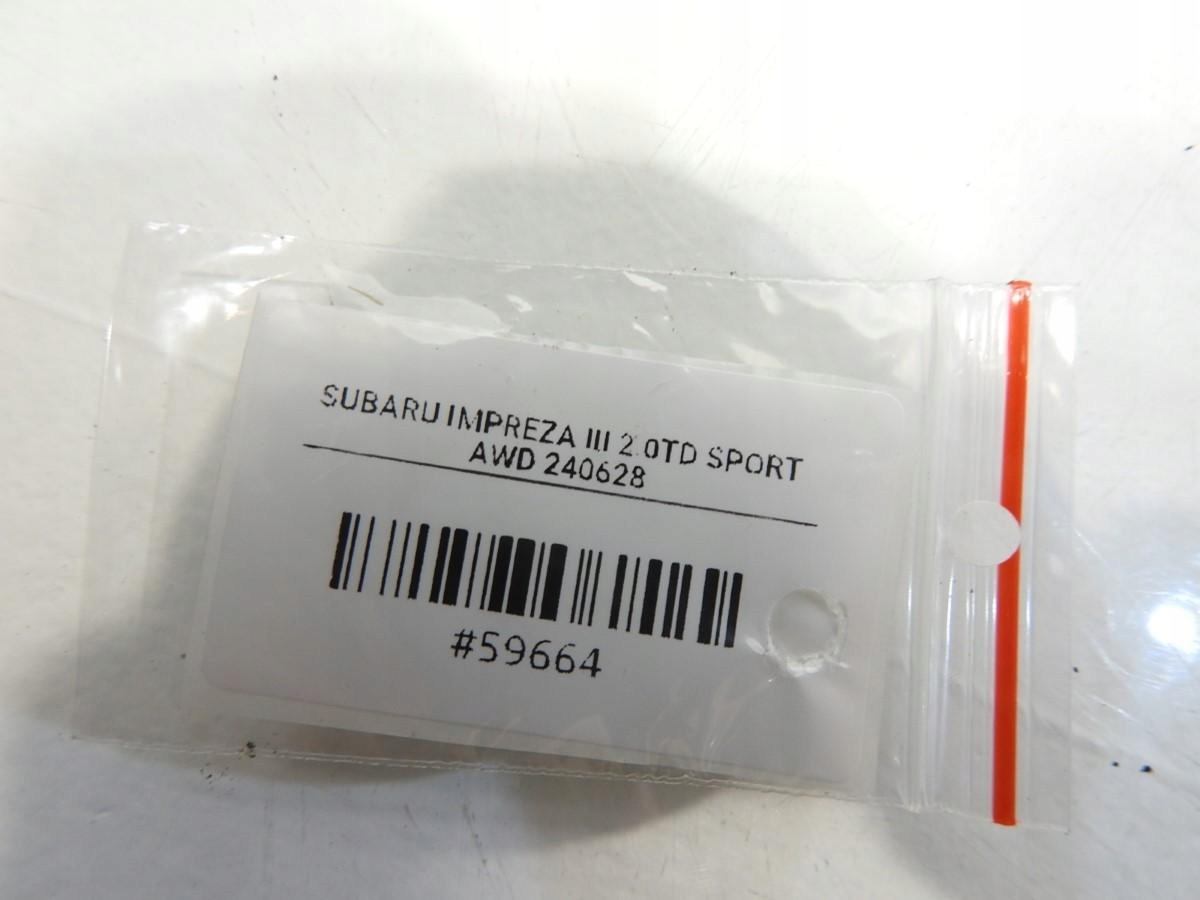 SUBARU IMPREZA III 2.0TD SPORT
AWD 240628
#59664